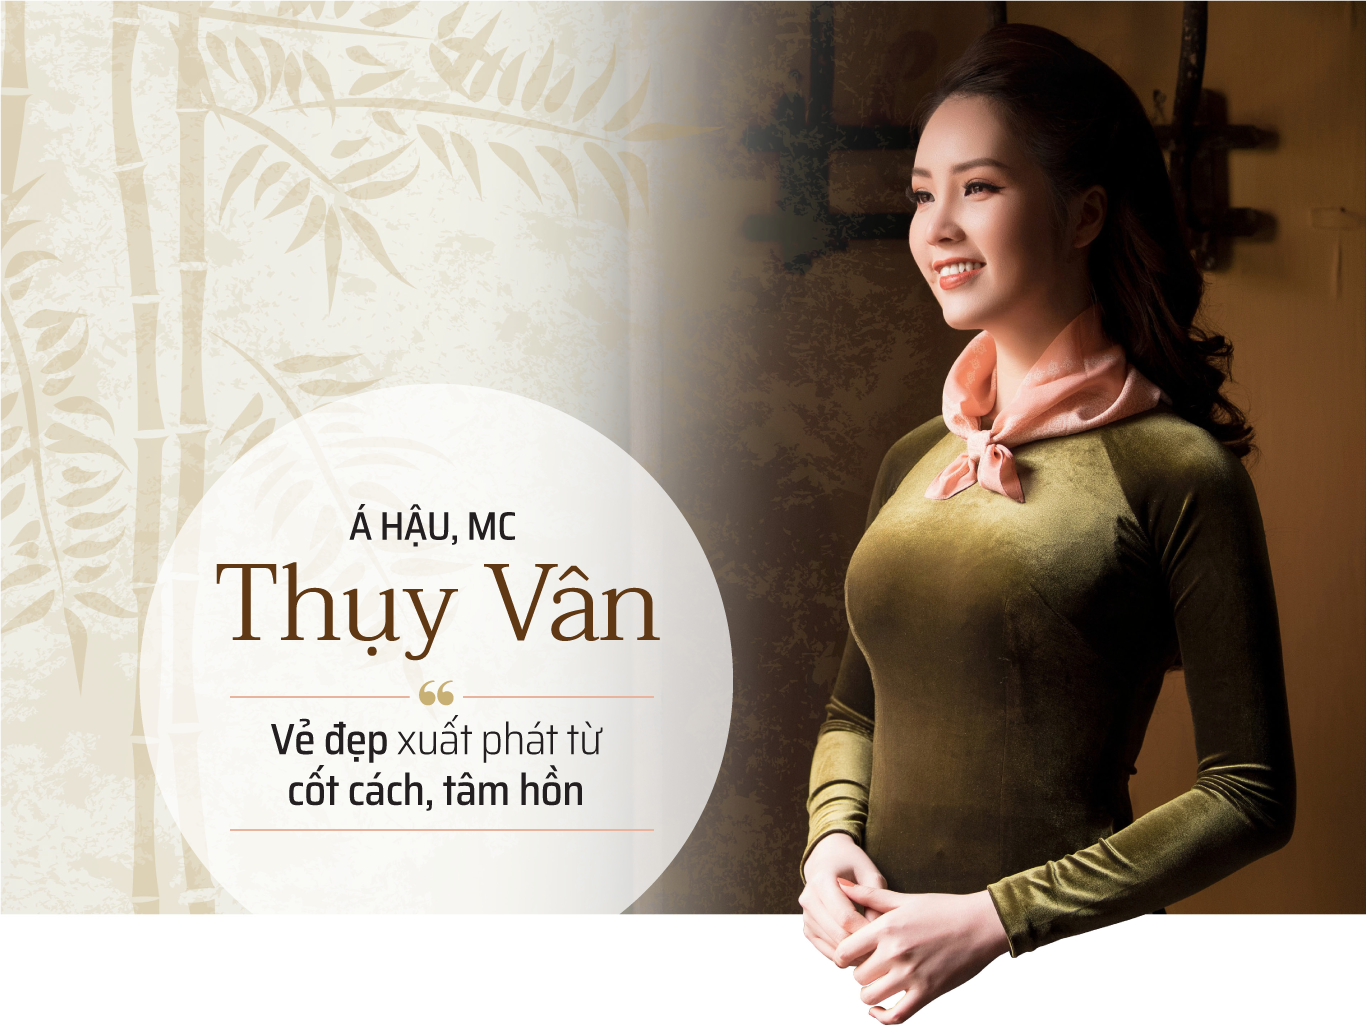 Á HẬU, MC
Thụy Vân
“
Vẻ đẹp xuất phát từ
cốt cách, tâm hồn